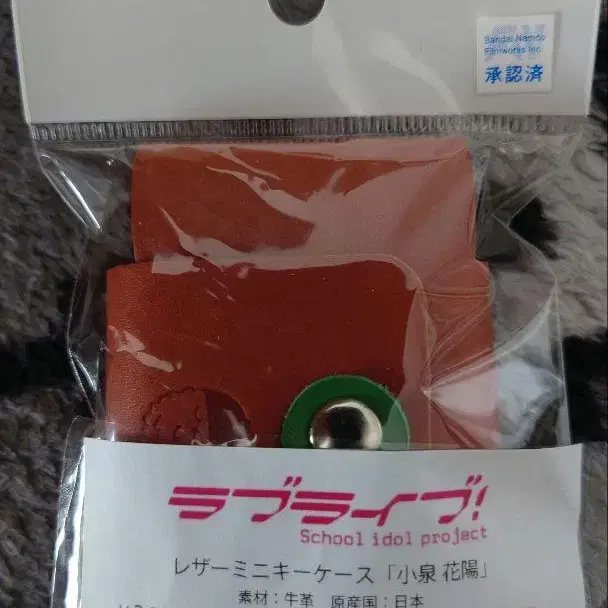 Bandai Namco
Filmworks Inc.
承認済
ラブライブ!
School idol project
レザーミニキーケース「小泉 花陽」
素材:牛革 原産国:日本